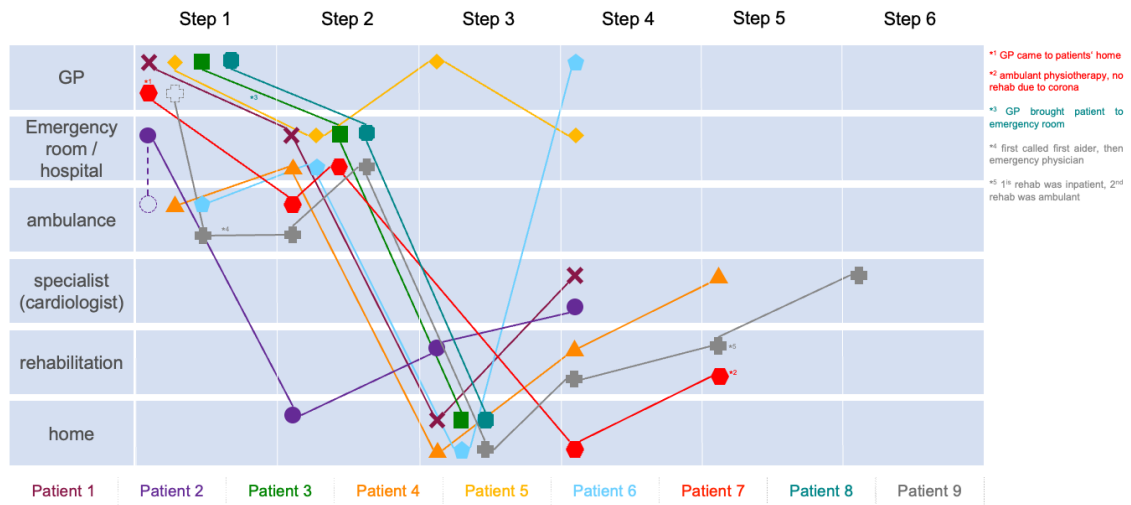 Step 1 Step 2 Step 3 Step 4 Step 5 Step 6
GP
*1
*3
*1 GP came to patients' home
*2 ambulant physiotherapy, no
rehab due to corona
*3 GP brought patient to
emergency room
*4 first called first aider, then
emergency physician
*5 1is rehab was inpatient, 2nd
rehab was ambulant
Emergency
room /
hospital
ambulance
*4
specialist
(cardiologist)
rehabilitation
*5
*2
home
Patient 1 Patient 2 Patient 3 Patient 4 Patient 5 Patient 6 Patient 7 Patient 8 Patient 9